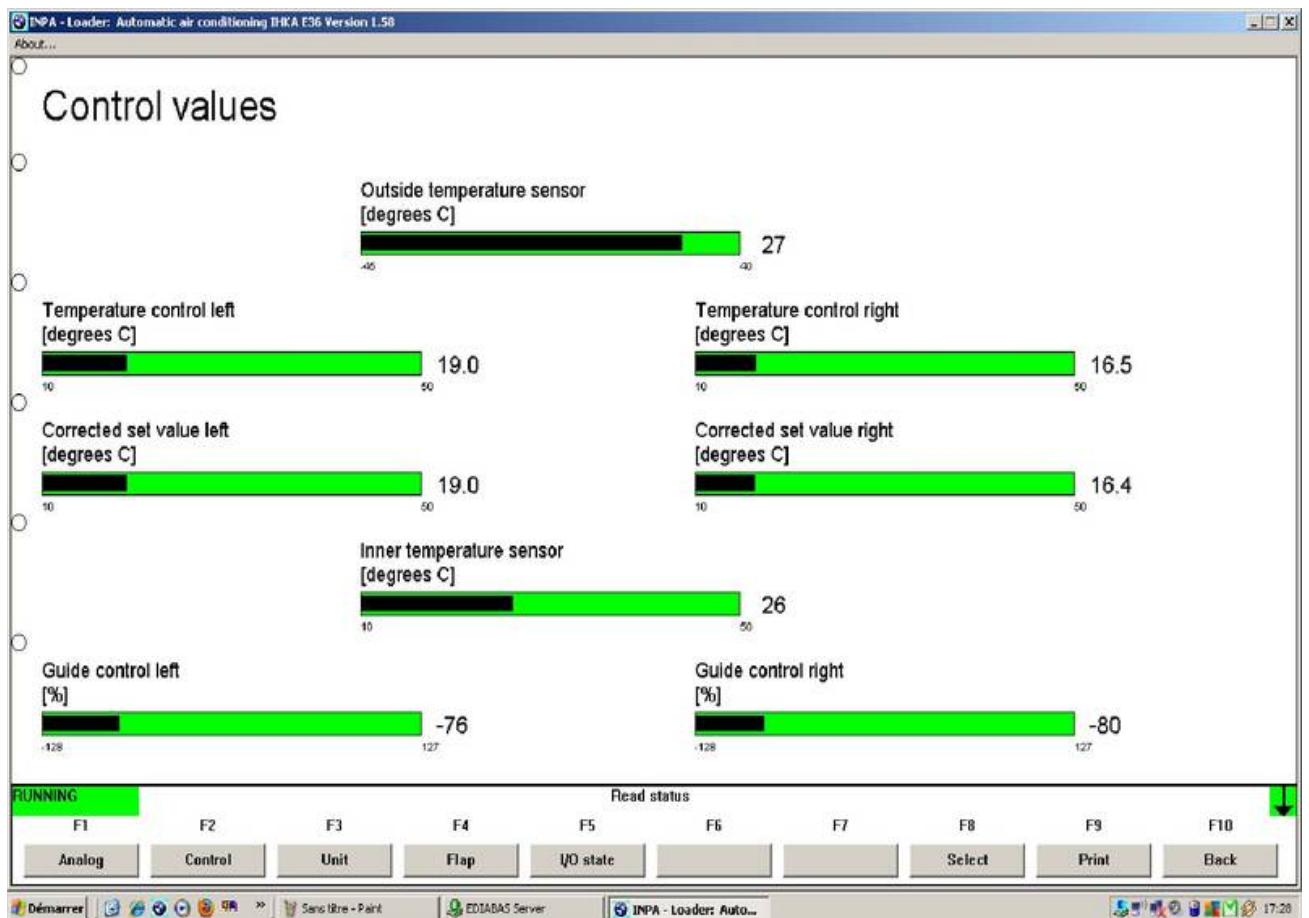 INPA - Loader: Automatic air conditioning IHKA E36 Version 1.58
About...
Control values
Outside temperature sensor
[degrees C]
27
-45 40
Temperature control left
[degrees C]
19.0
10 50
Temperature control right
[degrees C]
16.5
10 50
Corrected set value left
[degrees C]
19.0
10 50
Corrected set value right
[degrees C]
16.4
10 50
Inner temperature sensor
[degrees C]
26
10 50
Guide control left
[%]
-76
-128 127
Guide control right
[%]
-80
-128 127
RUNNING
Read status
F1 F2 F3 F4 F5 F6 F7 F8 F9 F10
Analog Control Unit Flap I/O state Select Print Back
Démarrer » Sans titre - Paint EDIABAS Server INPA - Loader: Auto... 17:28